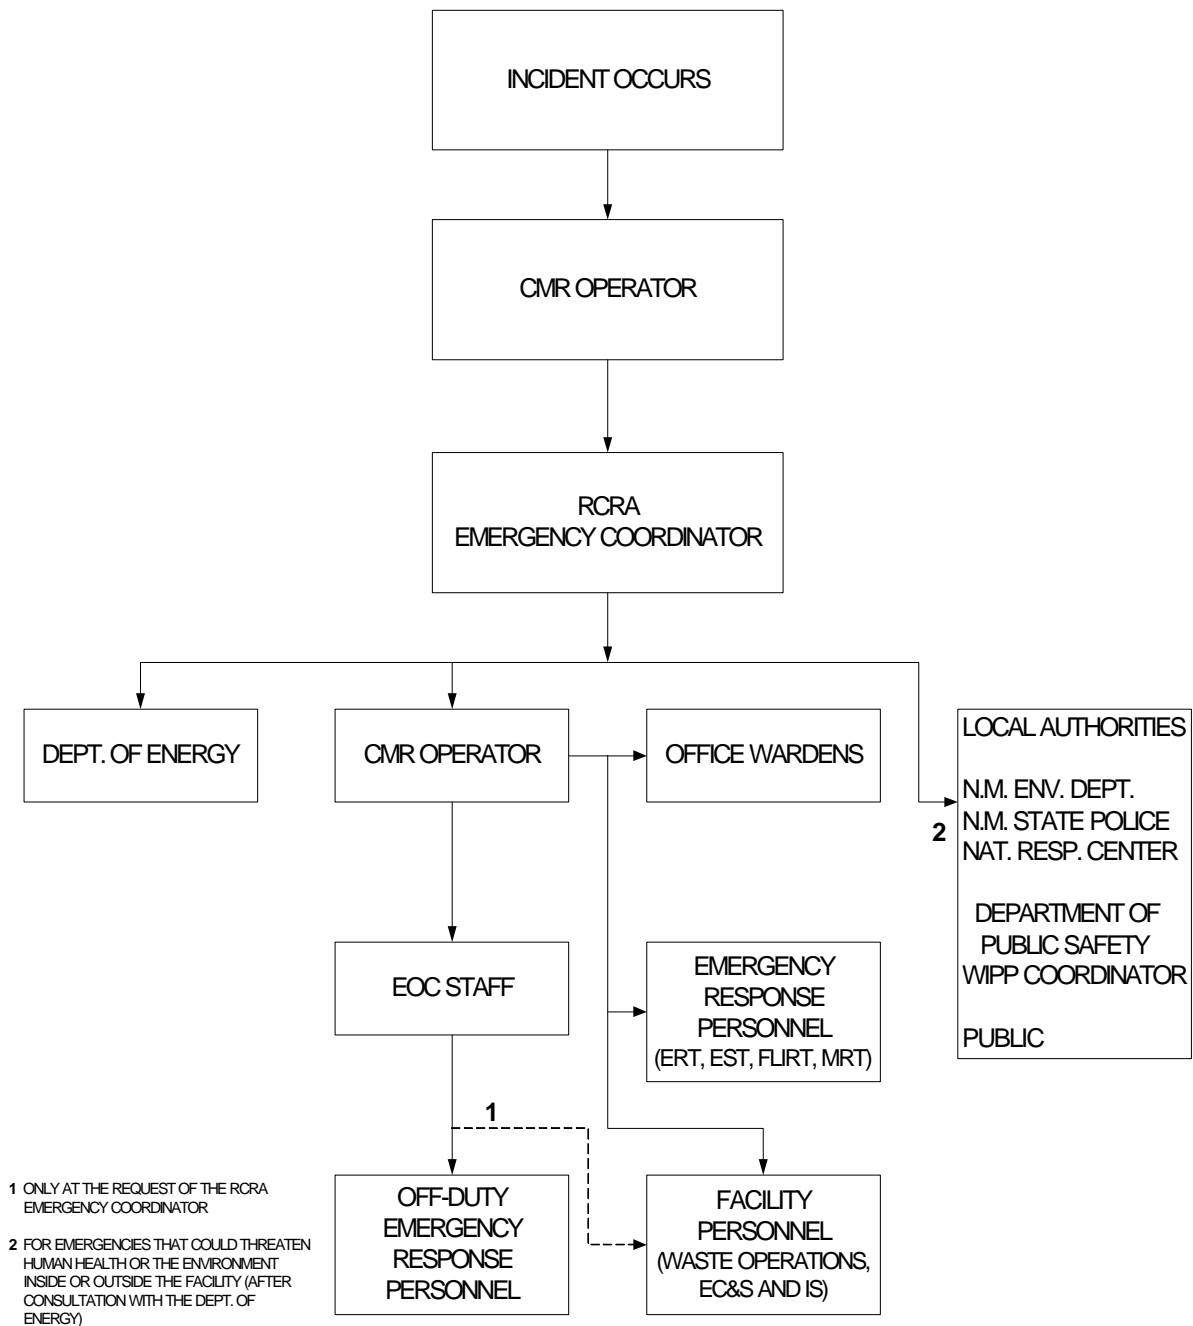 INCIDENT OCCURS
CMR OPERATOR
RCRA
EMERGENCY COORDINATOR
DEPT. OF ENERGY
CMR OPERATOR
OFFICE WARDENS
LOCAL AUTHORITIES
N.M. ENV. DEPT.
N.M. STATE POLICE
NAT. RESP. CENTER
DEPARTMENT OF
PUBLIC SAFETY
WIPP COORDINATOR
PUBLIC
2
EOC STAFF
EMERGENCY
RESPONSE
PERSONNEL
(ERT, EST, FLIRT, MRT)
1
OFF-DUTY
EMERGENCY
RESPONSE
PERSONNEL
FACILITY
PERSONNEL
(WASTE OPERATIONS,
EC&S AND IS)
1 ONLY AT THE REQUEST OF THE RCRA
EMERGENCY COORDINATOR
2 FOR EMERGENCIES THAT COULD THREATEN
HUMAN HEALTH OR THE ENVIRONMENT
INSIDE OR OUTSIDE THE FACILITY (AFTER
CONSULTATION WITH THE DEPT. OF
ENERGY)